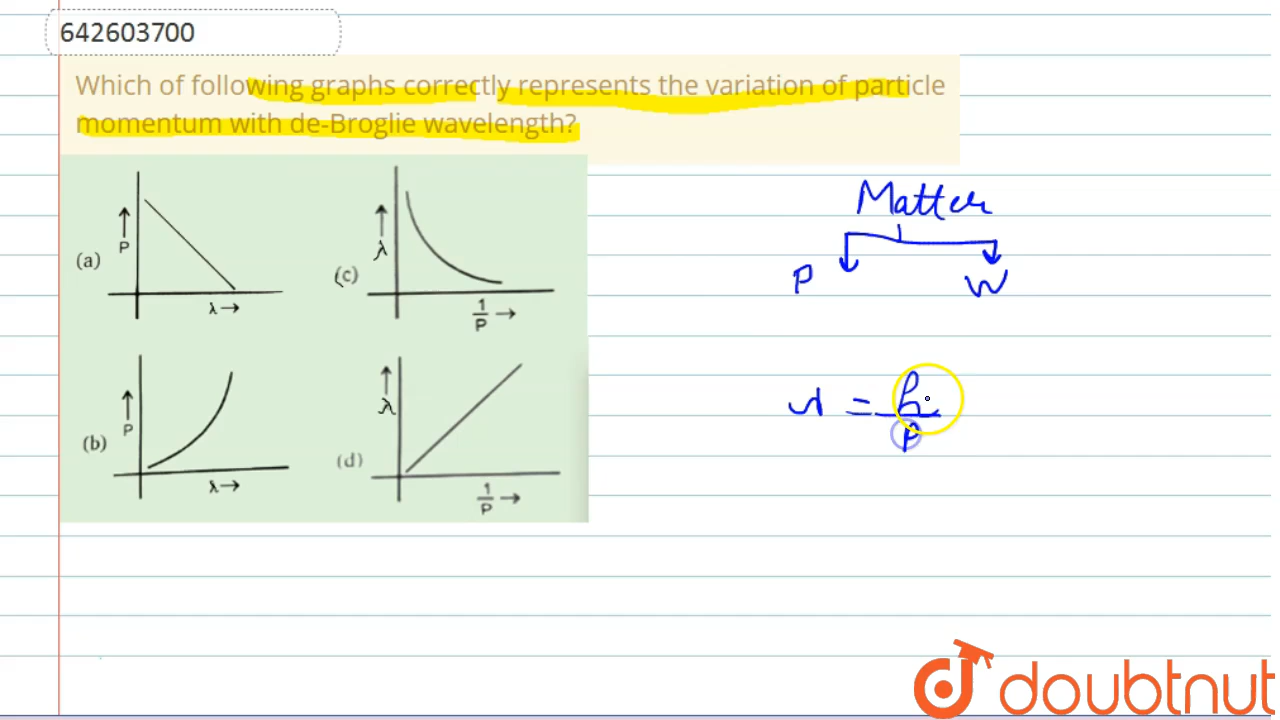 642603700
Which of following graphs correctly represents the variation of particle
momentum with de-Broglie wavelength?
(a) P λ→
(c) λ 1/P →
(b) P λ→
(d) λ 1/P →
Matter
P W
λ = h/P
doubtnut